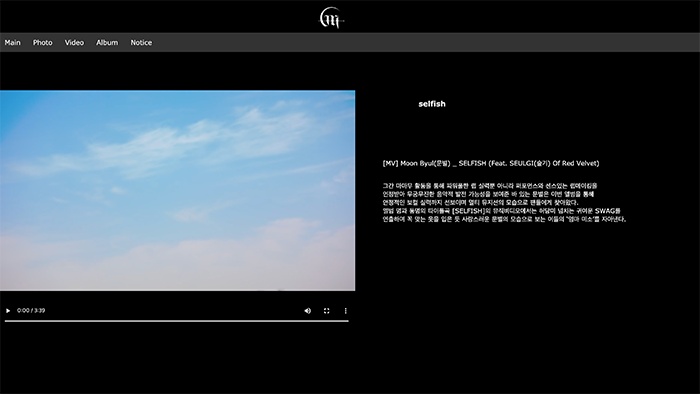 Main Photo Video Album Notice
selfish
[MV] Moon Byul(문별) _ SELFISH (Feat. SEULGI(슬기) Of Red Velvet)
그간 마마무 활동을 통해 파워풀한 랩 실력뿐 아니라 퍼포먼스와 센스있는 랩메이킹을
인정받아 무궁무진한 음악적 발전 가능성을 보여준 바 있는 문별은 이번 앨범을 통해
안정적인 보컬 실력까지 선보이며 멀티 뮤지션의 모습으로 팬들에게 찾아왔다.
앨범 명과 동명의 타이틀곡 [SELFISH]의 뮤직비디오에서는 하담미 넘치는 귀여운 SWAG를
연출하여 꼭 맞는 옷을 입은 듯 사랑스러운 문별의 모습으로 보는 이들의 '엄마 미소'를 자아낸다.
0:00 / 3:39